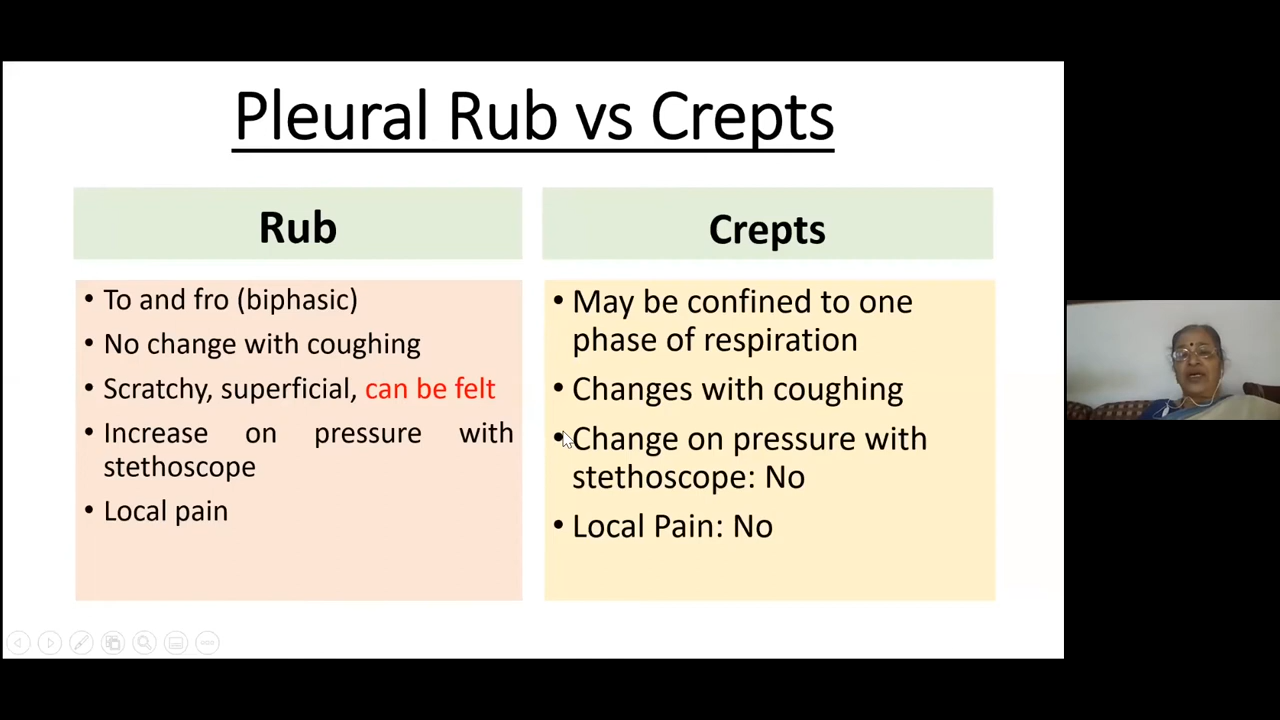 Pleural Rub vs Crepts
Rub
• To and fro (biphasic)
• No change with coughing
• Scratchy, superficial, can be felt
• Increase on pressure with
stethoscope
• Local pain
Crepts
• May be confined to one
phase of respiration
• Changes with coughing
• Change on pressure with
stethoscope: No
• Local Pain: No